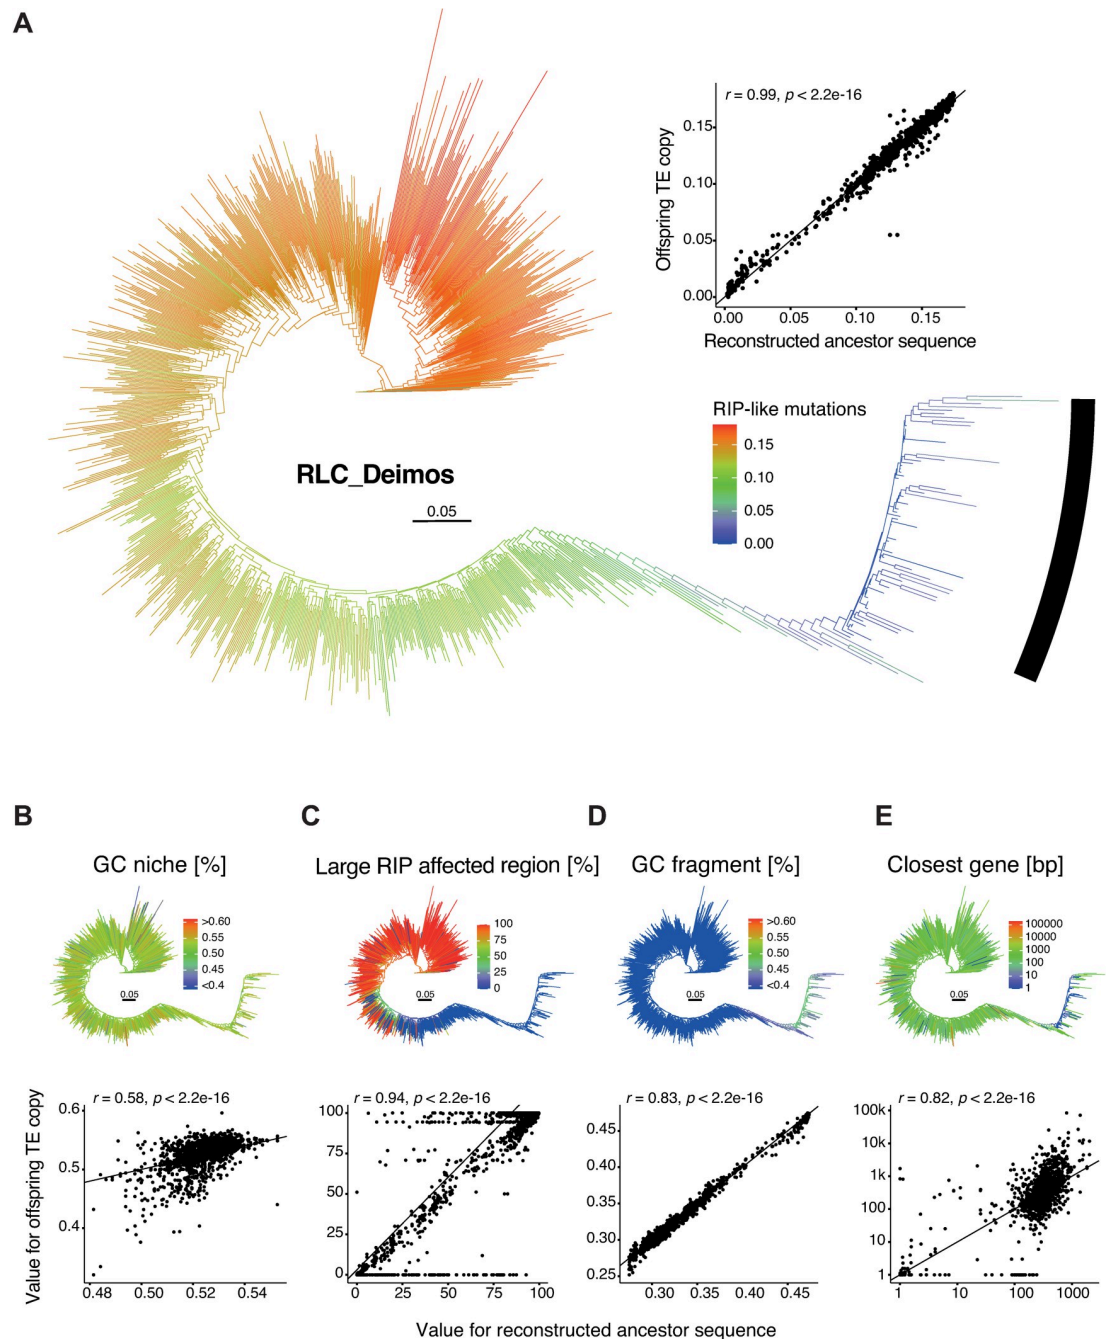 A
r = 0.99, p < 2.2e-16
Offspring TE copy
0.15
0.10
0.05
0.00
0.00 0.05 0.10 0.15
Reconstructed ancestor sequence
RIP-like mutations
0.15
0.10
0.05
0.00
RLC_Deimos
0.05
B C D E
GC niche [%] Large RIP affected region [%] GC fragment [%] Closest gene [bp]
>0.60
0.55
0.50
0.45
<0.4
0.05
100
75
50
25
0
0.05
>0.60
0.55
0.50
0.45
<0.4
0.05
100000
10000
1000
100
10
1
0.05
Value for offspring TE copy
r = 0.58, p < 2.2e-16
0.6
0.5
0.4
0.48 0.50 0.52 0.54
r = 0.94, p < 2.2e-16
100
75
50
25
0
0 25 50 75 100
r = 0.83, p < 2.2e-16
0.45
0.40
0.35
0.30
0.25
0.30 0.35 0.40 0.45
r = 0.82, p < 2.2e-16
100k
10k
1k
100
10
1
1 10 100 1000
Value for reconstructed ancestor sequence